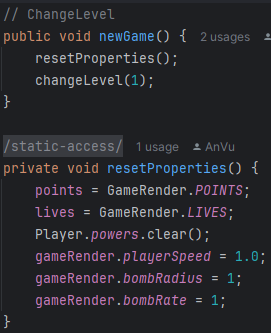 // ChangeLevel
public void newGame() { 2 usages
resetProperties();
changeLevel(1);
}
/static-access/ 1 usage AnVu
private void resetProperties() {
points = GameRender.POINTS;
lives = GameRender.LIVES;
Player.powers.clear();
gameRender.playerSpeed = 1.0;
gameRender.bombRadius = 1;
gameRender.bombRate = 1;
}